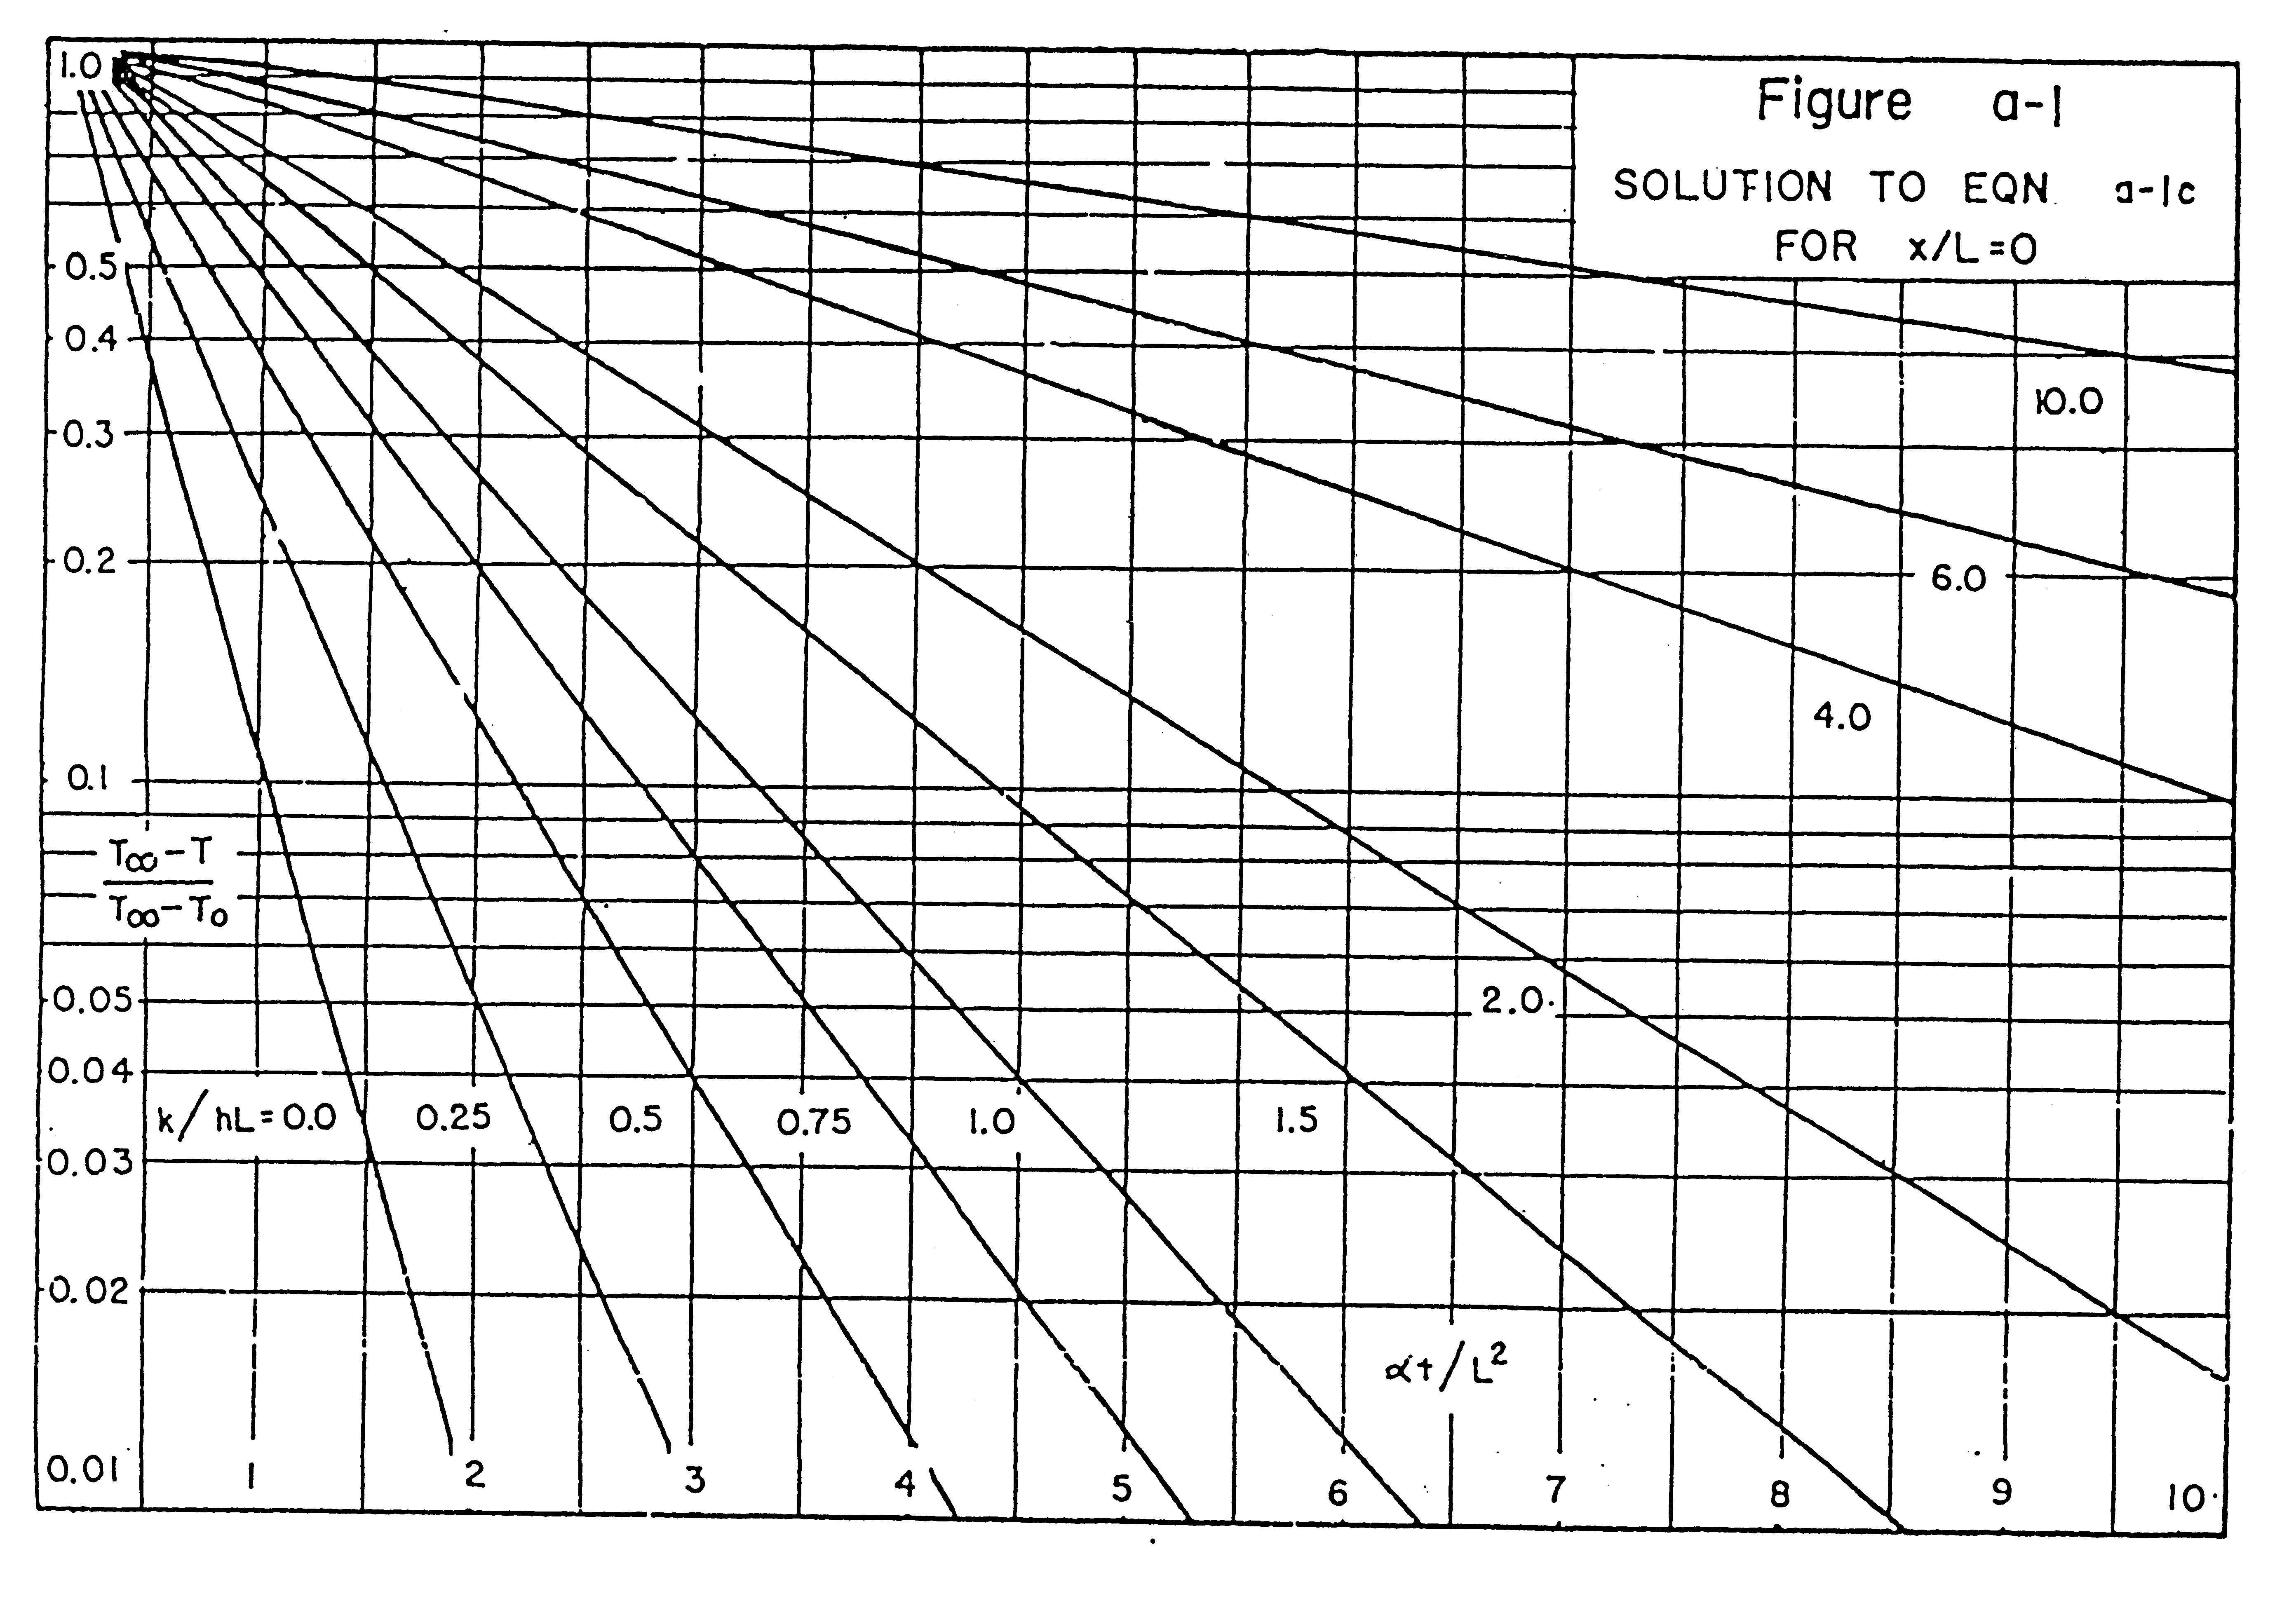 Figure a-1
SOLUTION TO EQN a-1c
FOR x/L=0
1.0
0.5
0.4
0.3
0.2
0.1
T∞-T
T∞-To
0.05
0.04
0.03
0.02
0.01
10.0
6.0
4.0
2.0
k/hL=0.0 0.25 0.5 0.75 1.0 1.5
αt/L²
1 2 3 4 5 6 7 8 9 10